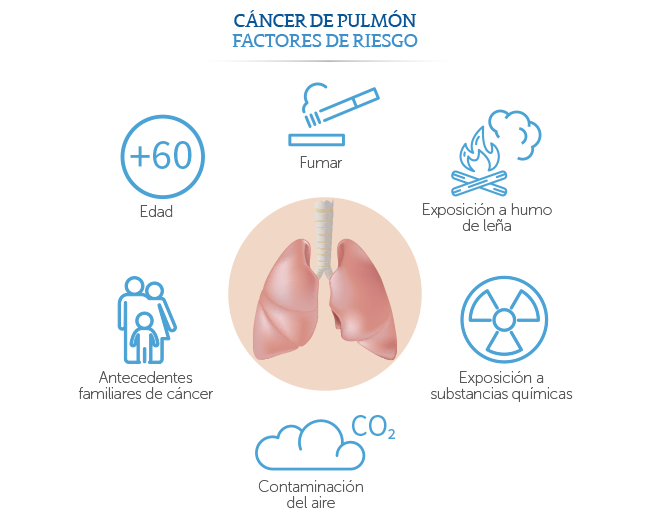 CÁNCER DE PULMÓN
FACTORES DE RIESGO
Fumar
+60
Edad
Exposición a humo
de leña
Antecedentes
familiares de cáncer
Exposición a
substancias químicas
CO₂
Contaminación
del aire